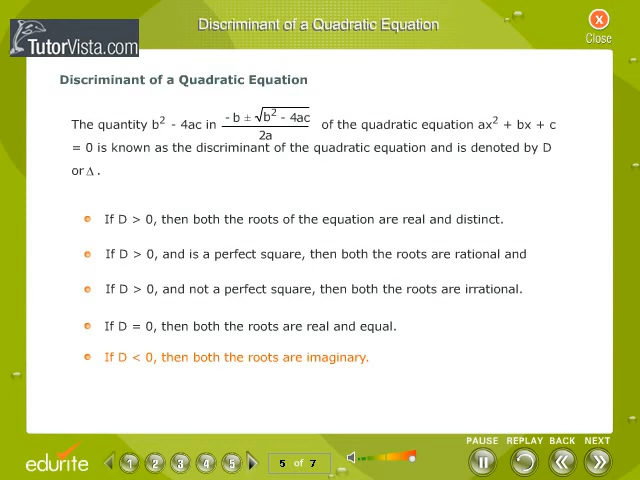 Discriminant of a Quadratic Equation
x
Close
TutorVista.com
Discriminant of a Quadratic Equation
The quantity b² - 4ac in (- b ± √(b² - 4ac))/2a of the quadratic equation ax² + bx + c
= 0 is known as the discriminant of the quadratic equation and is denoted by D
or Δ .
If D > 0, then both the roots of the equation are real and distinct.
If D > 0, and is a perfect square, then both the roots are rational and
If D > 0, and not a perfect square, then both the roots are irrational.
If D = 0, then both the roots are real and equal.
If D < 0, then both the roots are imaginary.
PAUSE REPLAY BACK NEXT
edurite 1 2 3 4 5 5 of 7